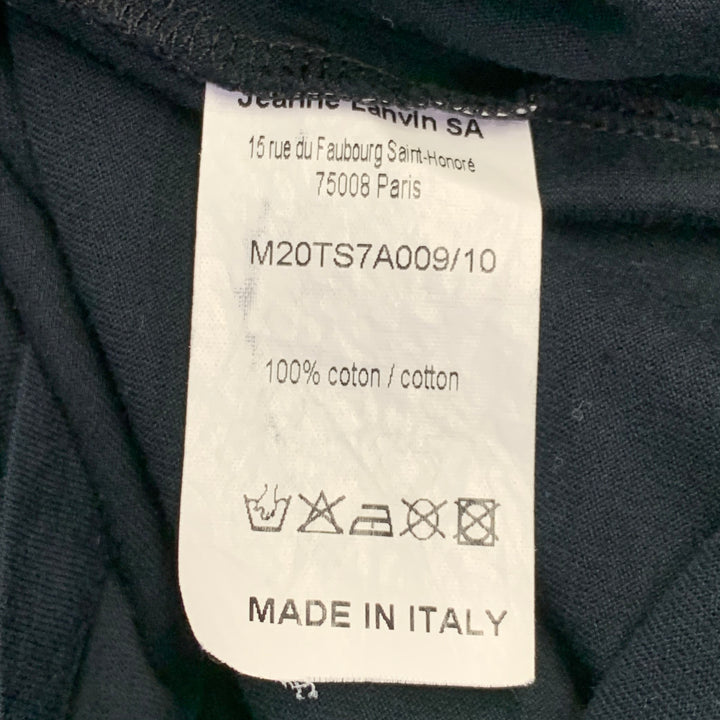 Jeanne Lanvin SA
15 rue du Faubourg Saint-Honoré
75008 Paris
M20TS7A009/10
100% coton / cotton
MADE IN ITALY